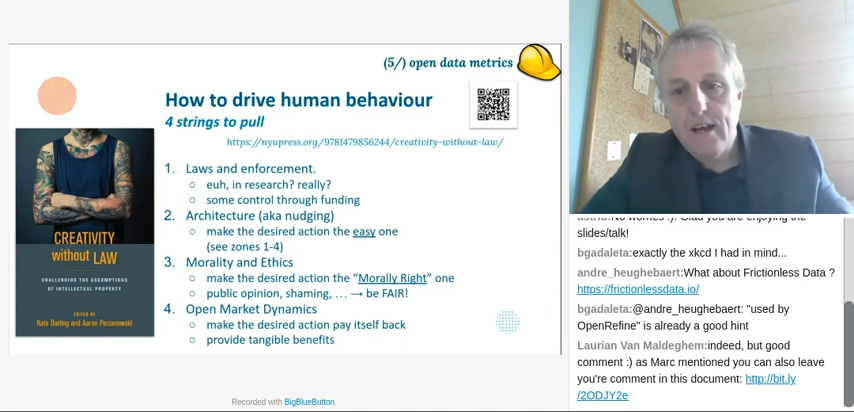 (5/) open data metrics
How to drive human behaviour
4 strings to pull
https://nyupress.org/9781479856244/creativity-without-law/
1. Laws and enforcement.
○ euh, in research? really?
○ some control through funding
2. Architecture (aka nudging)
○ make the desired action the easy one
(see zones 1-4)
3. Morality and Ethics
○ make the desired action the “Morally Right” one
○ public opinion, shaming, … → be FAIR!
4. Open Market Dynamics
○ make the desired action pay itself back
○ provide tangible benefits
CREATIVITY
without LAW
CHALLENGING THE ASSUMPTIONS
OF INTELLECTUAL PROPERTY
EDITED BY
Kate Darling and Aaron Perzanowski
Recorded with BigBlueButton.
slides/talk!
bgadaleta:exactly the xkcd I had in mind...
andre_heughebaert:What about Frictionless Data ?
https://frictionlessdata.io/
bgadaleta:@andre_heughebaert: "used by
OpenRefine" is already a good hint
Laurian Van Maldeghem:indeed, but good
comment :) as Marc mentioned you can also leave
you're comment in this document: http://bit.ly
/2ODJY2e